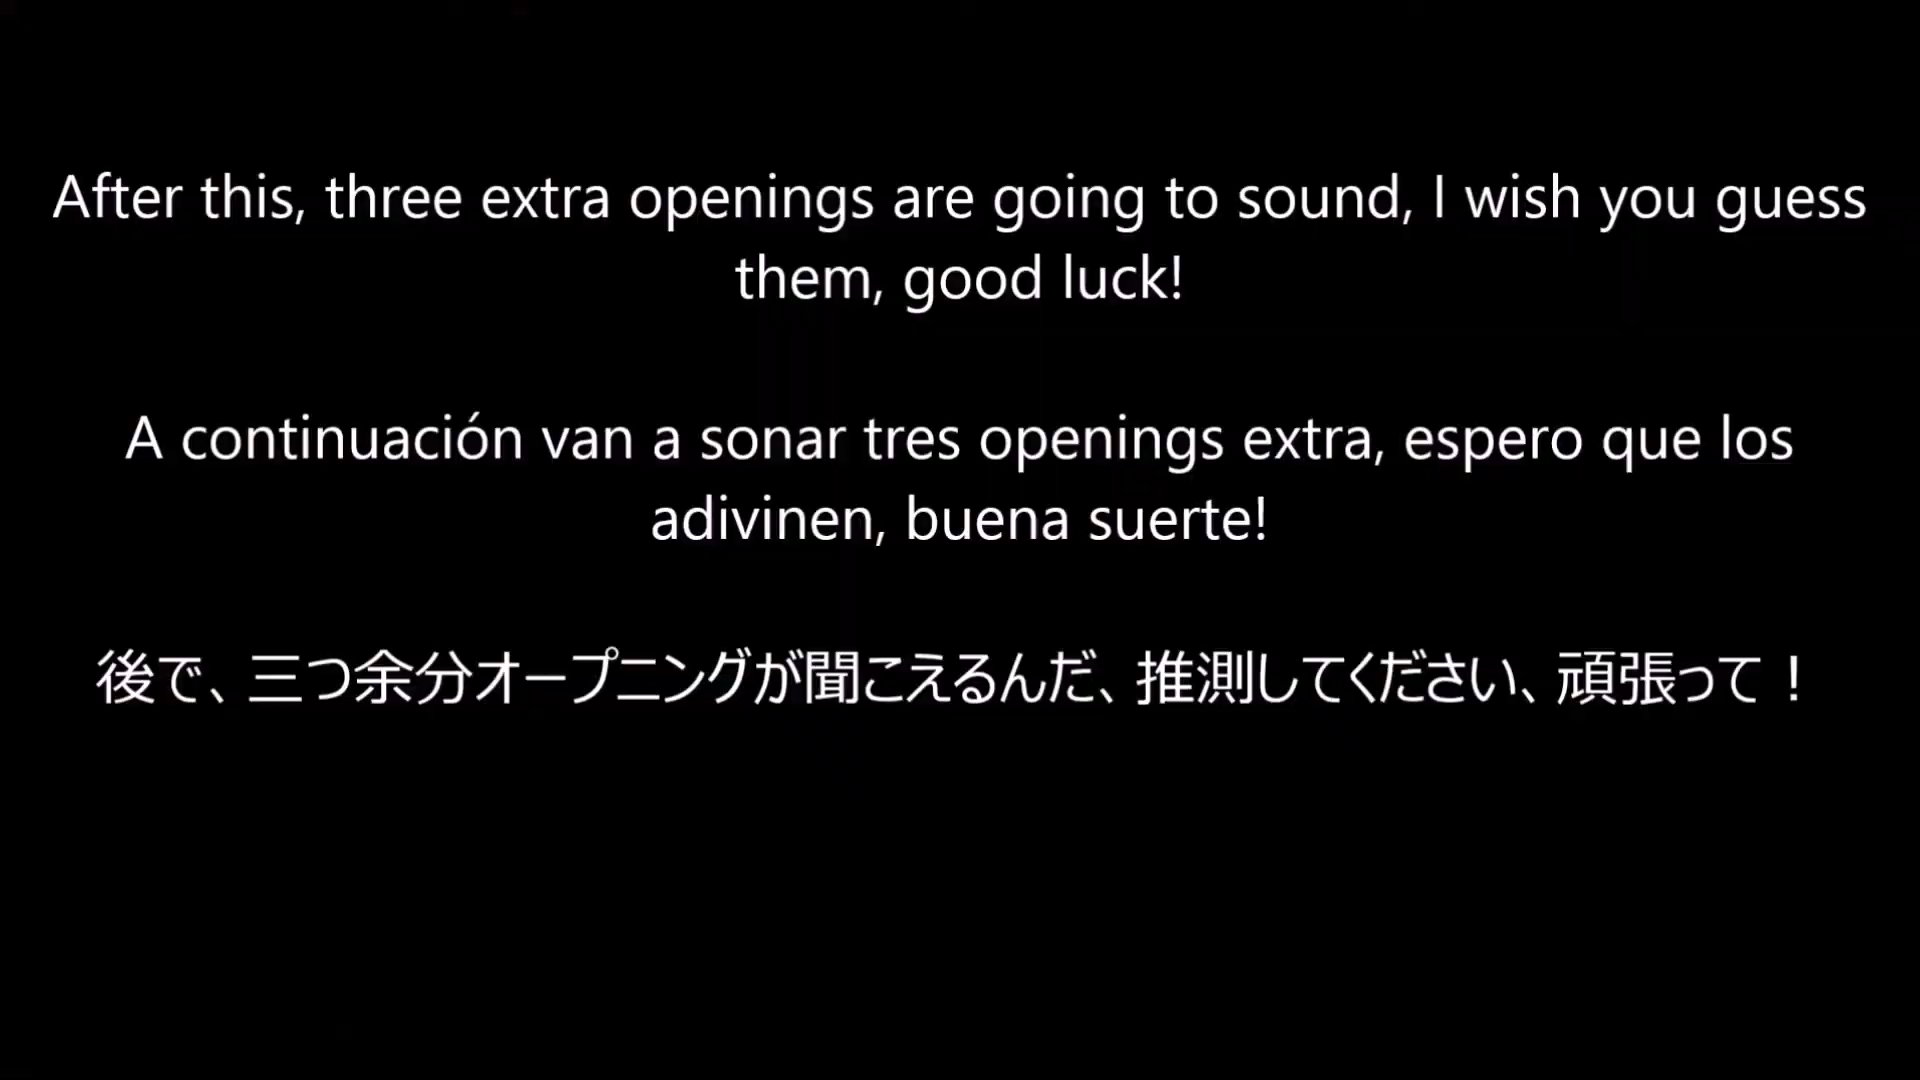 After this, three extra openings are going to sound, I wish you guess
them, good luck!
A continuación van a sonar tres openings extra, espero que los
adivinen, buena suerte!
後で、三つ余分オープニングが聞こえるんだ、推測してください、頑張って！